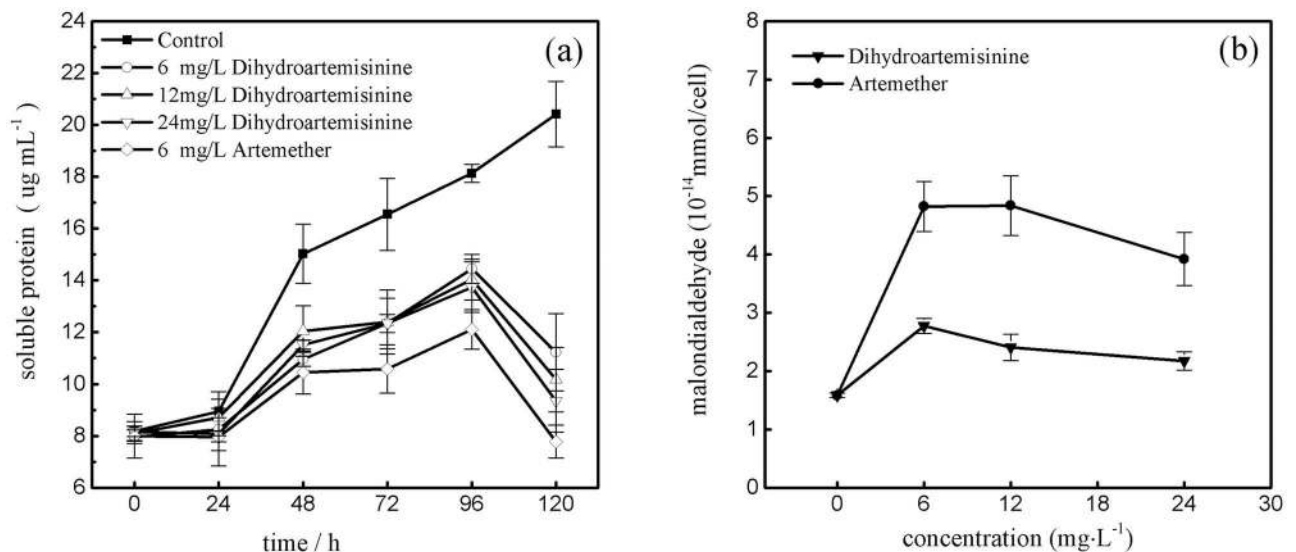 (a)
Control
6 mg/L Dihydroartemisinine
12mg/L Dihydroartemisinine
24mg/L Dihydroartemisinine
6 mg/L Artemether
24
22
20
18
16
14
12
10
8
6
soluble protein ( ug mL⁻¹ )
0 24 48 72 96 120
time / h
(b)
Dihydroartemisinine
Artemether
8
7
6
5
4
3
2
1
0
malondialdehyde (10⁻¹⁴mmol/cell)
0 6 12 18 24 30
concentration (mg·L⁻¹)